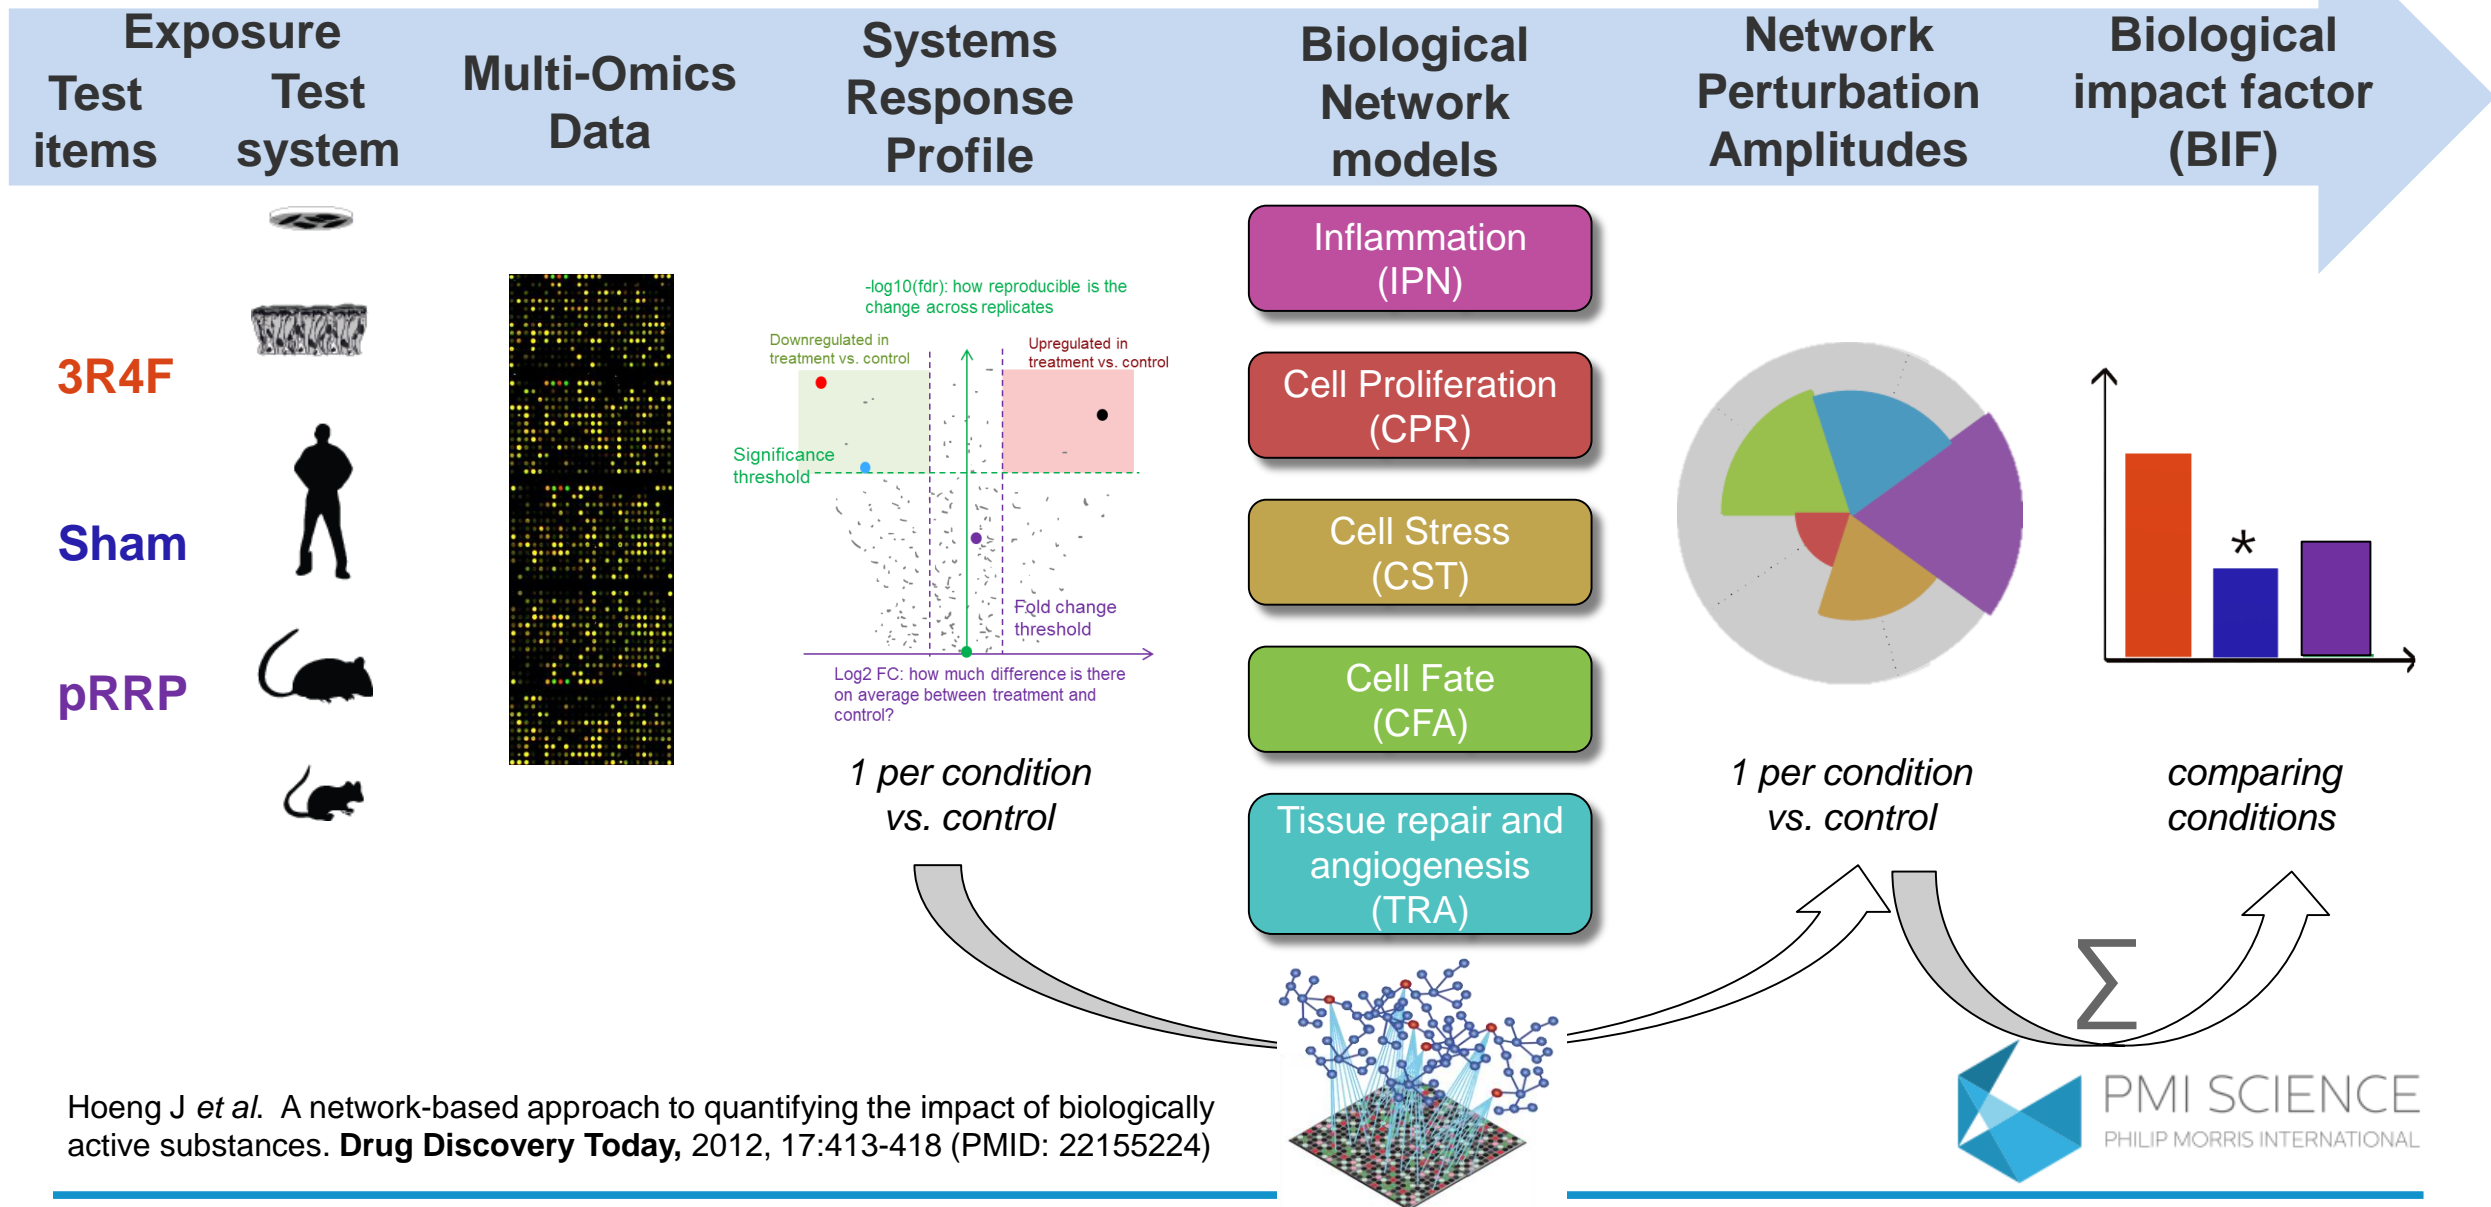 Exposure
Test
items
Test
system
Multi-Omics
Data
Systems
Response
Profile
Biological
Network
models
Network
Perturbation
Amplitudes
Biological
impact factor
(BIF)
3R4F
Sham
pRRP
-log10(fdr): how reproducible is the
change across replicates
Downregulated in
treatment vs. control
Upregulated in
treatment vs. control
Significance
threshold
Fold change
threshold
Log2 FC: how much difference is there
on average between treatment and
control?
1 per condition
vs. control
Inflammation
(IPN)
Cell Proliferation
(CPR)
Cell Stress
(CST)
Cell Fate
(CFA)
Tissue repair and
angiogenesis
(TRA)
1 per condition
vs. control
*
comparing
conditions
Σ
Hoeng J et al.  A network-based approach to quantifying the impact of biologically
active substances. Drug Discovery Today, 2012, 17:413-418 (PMID: 22155224)
PMI SCIENCE
PHILIP MORRIS INTERNATIONAL